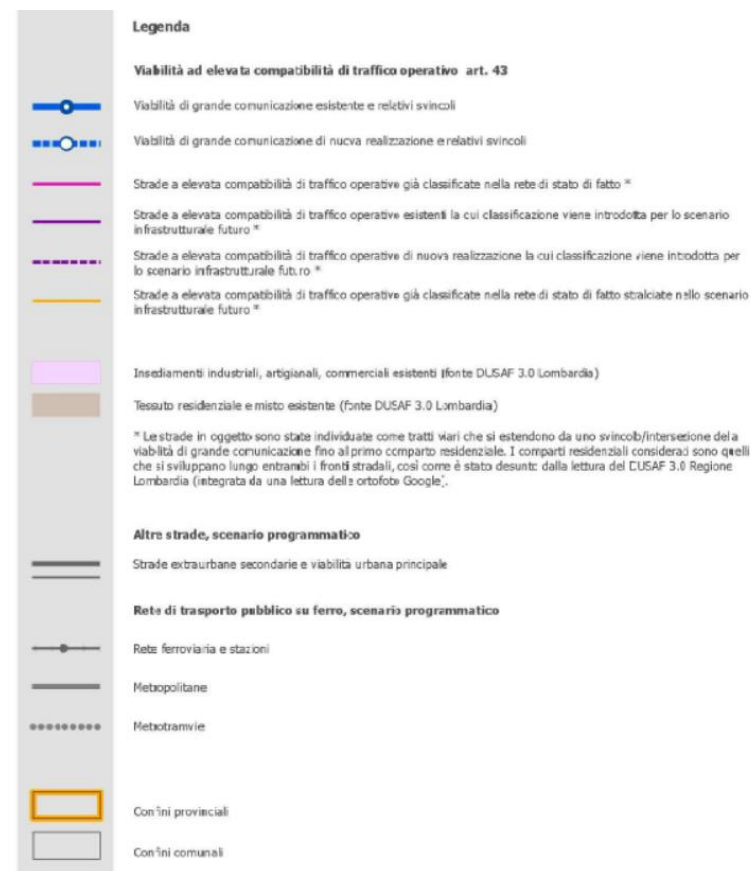 Legenda
Viabilità ad elevata compatibilità di traffico operativo art. 43
Viabilità di grande comunicazione esistente e relativi svincoli
Viabilità di grande comunicazione di nuova realizzazione e relativi svincoli
Strade a elevata compatibilità di traffico operativo già classificate nella rete di stato di fatto *
Strade a elevata compatibilità di traffico operativo esistenti la cui classificazione viene introdotta per lo scenario
infrastrutturale futuro *
Strade a elevata compatibilità di traffico operativo di nuova realizzazione la cui classificazione viene introdotta per
lo scenario infrastrutturale futuro *
Strade a elevata compatibilità di traffico operativo già classificate nella rete di stato di fatto stralciate nello scenario
infrastrutturale futuro *
Insediamenti industriali, artigianali, commerciali esistenti (fonte DUSAF 3.0 Lombardia)
Tessuto residenziale e misto esistente (fonte DUSAF 3.0 Lombardia)
* Le strade in oggetto sono state individuate come tratti viari che si estendono da uno svincolo/intersezione della
viabilità di grande comunicazione fino al primo comparto residenziale. I comparti residenziali considerati sono quelli
che si sviluppano lungo entrambi i fronti stradali, così come è stato desunto dalla lettura del DUSAF 3.0 Regione
Lombardia (integrata da una lettura delle ortofoto Google).
Altre strade, scenario programmatico
Strade extraurbane secondarie e viabilità urbana principale
Rete di trasporto pubblico su ferro, scenario programmatico
Rete ferroviaria e stazioni
Metropolitane
Metrotramvie
Confini provinciali
Confini comunali